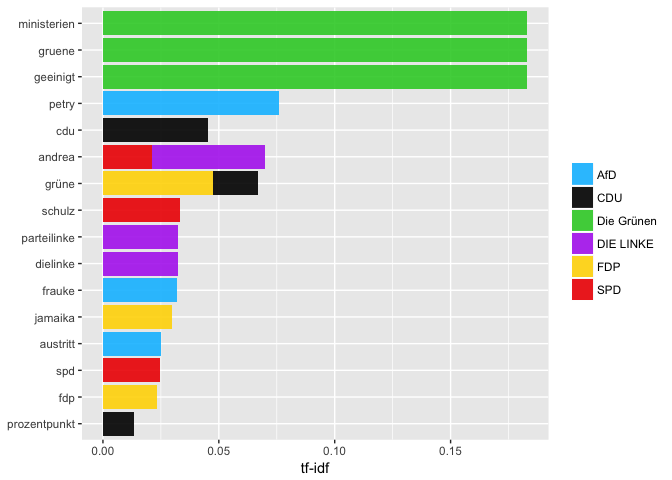 ministerien
gruene
geeinigt
petry
cdu
andrea
grüne
schulz
parteilinke
dielinke
frauke
jamaika
austritt
spd
fdp
prozentpunkt
0.00 0.05 0.10 0.15
tf-idf
AfD
CDU
Die Grünen
DIE LINKE
FDP
SPD